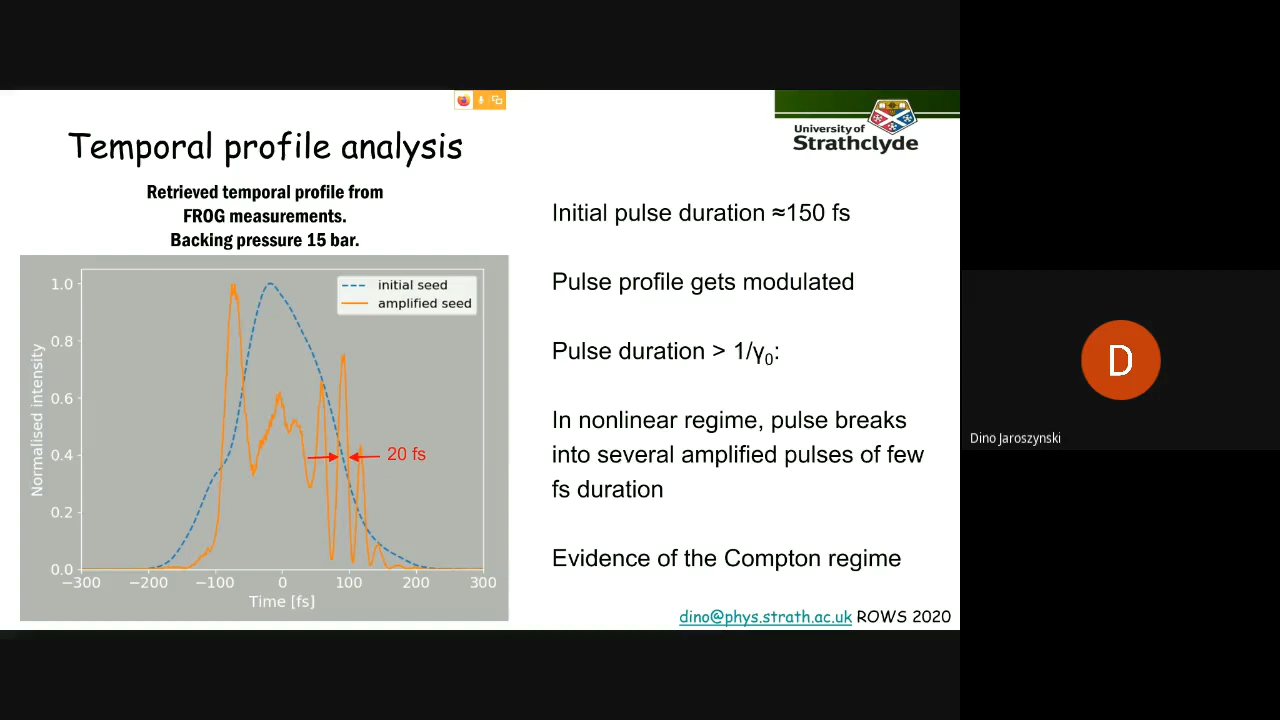 Temporal profile analysis
Retrieved temporal profile from
FROG measurements.
Backing pressure 15 bar.
1.0
0.8
0.6
0.4
0.2
0.0
Normalised intensity
initial seed
amplified seed
20 fs
−300
−200
−100
0
100
200
300
Time [fs]
University of
Strathclyde
Initial pulse duration ≈150 fs
Pulse profile gets modulated
Pulse duration > 1/γ₀:
In nonlinear regime, pulse breaks
into several amplified pulses of few
fs duration
Evidence of the Compton regime
dino@phys.strath.ac.uk ROWS 2020
D
Dino Jaroszynski